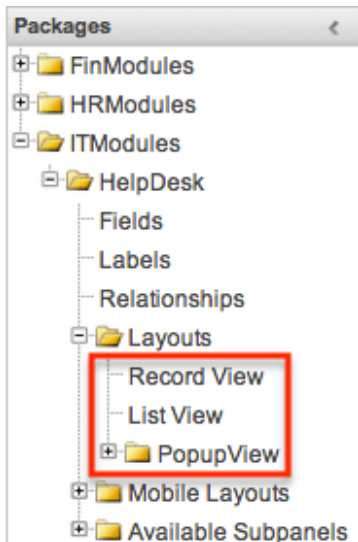 Packages
FinModules
HRModules
ITModules
HelpDesk
Fields
Labels
Relationships
Layouts
Record View
List View
PopupView
Mobile Layouts
Available Subpanels